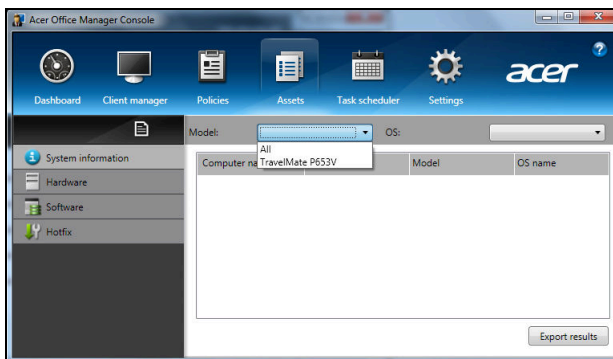 Acer Office Manager Console
Dashboard Client manager Policies Assets Task scheduler Settings acer ?
Model: OS:
All
TravelMate P653V
System information
Hardware
Software
Hotfix
Computer na Model OS name
Export results